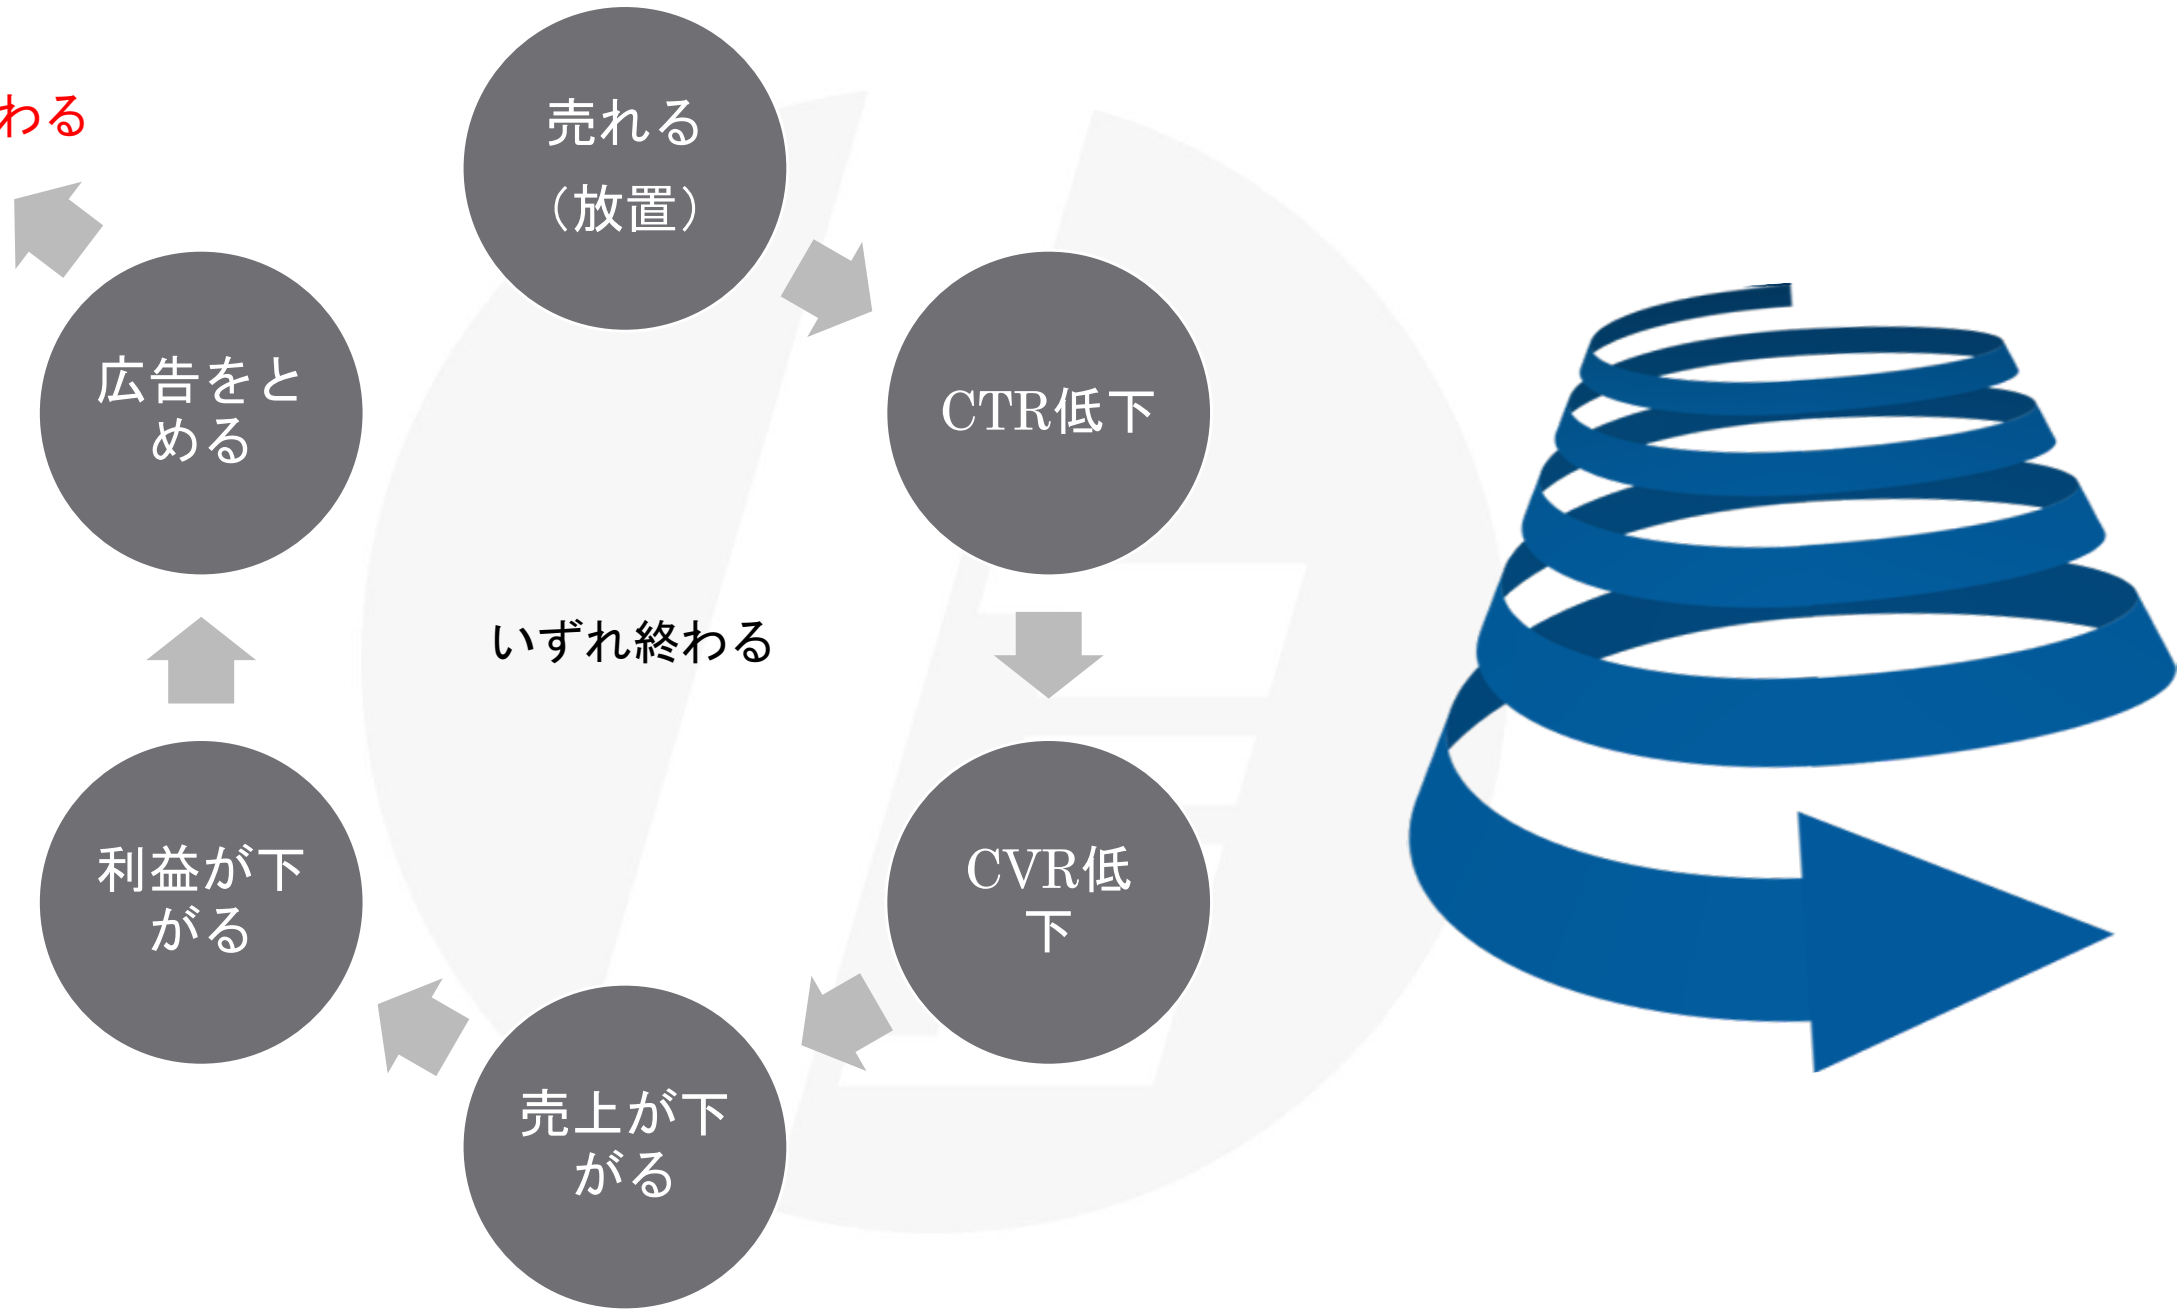 わる
売れる
（放置）
CTR低下
CVR低
下
売上が下
がる
利益が下
がる
広告をと
める
いずれ終わる